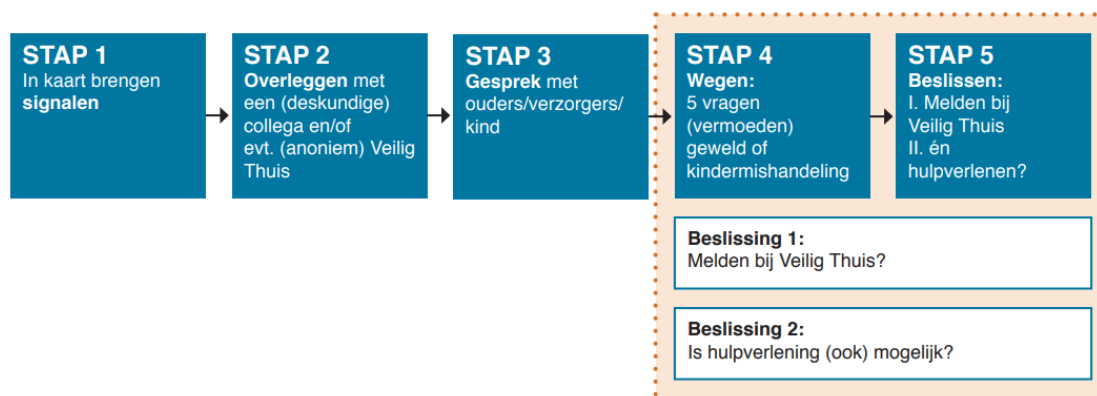 STAP 1
In kaart brengen
signalen
STAP 2
Overleggen met
een (deskundige)
collega en/of
evt. (anoniem) Veilig
Thuis
STAP 3
Gesprek met
ouders/verzorgers/
kind
STAP 4
Wegen:
5 vragen
(vermoeden)
geweld of
kindermishandeling
STAP 5
Beslissen:
I. Melden bij
Veilig Thuis
II. én
hulpverlenen?
Beslissing 1:
Melden bij Veilig Thuis?
Beslissing 2:
Is hulpverlening (ook) mogelijk?